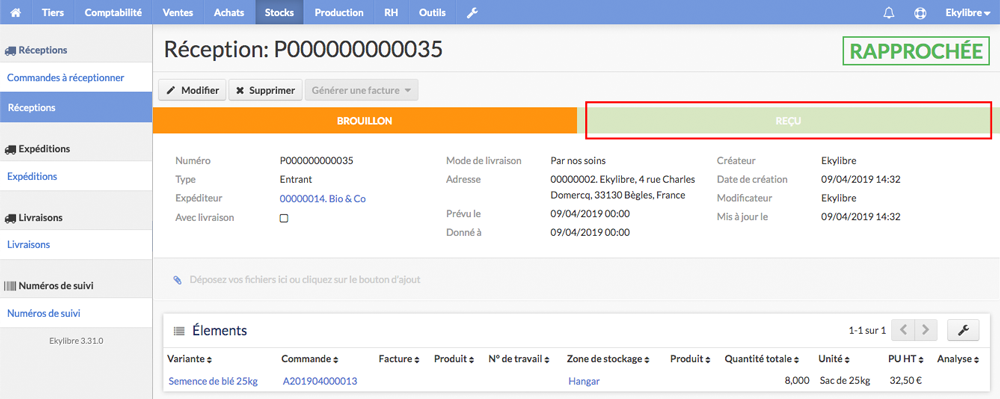 Tiers Comptabilité Ventes Achats Stocks Production RH Outils Ekylibre
Réceptions
Commandes à réceptionner
Réceptions
Expéditions
Expéditions
Livraisons
Livraisons
Numéros de suivi
Numéros de suivi
Ekylibre 3.31.0
Réception: P000000000035
RAPPROCHÉE
Modifier Supprimer Générer une facture
BROUILLON REÇU
Numéro P000000000035
Type Entrant
Expéditeur 00000014. Bio & Co
Avec livraison
Mode de livraison Par nos soins
Adresse 00000002. Ekylibre, 4 rue Charles
Domercq, 33130 Bègles, France
Prévu le 09/04/2019 00:00
Donné à 09/04/2019 00:00
Créateur Ekylibre
Date de création 09/04/2019 14:32
Modificateur Ekylibre
Mis à jour le 09/04/2019 14:32
Déposez vos fichiers ici ou cliquez sur le bouton d'ajout
Élements 1-1 sur 1
Variante Commande Facture Produit N° de travail Zone de stockage Produit Quantité totale Unité PU HT Analyse
Semence de blé 25kg A201904000013 Hangar 8,000 Sac de 25kg 32,50 €